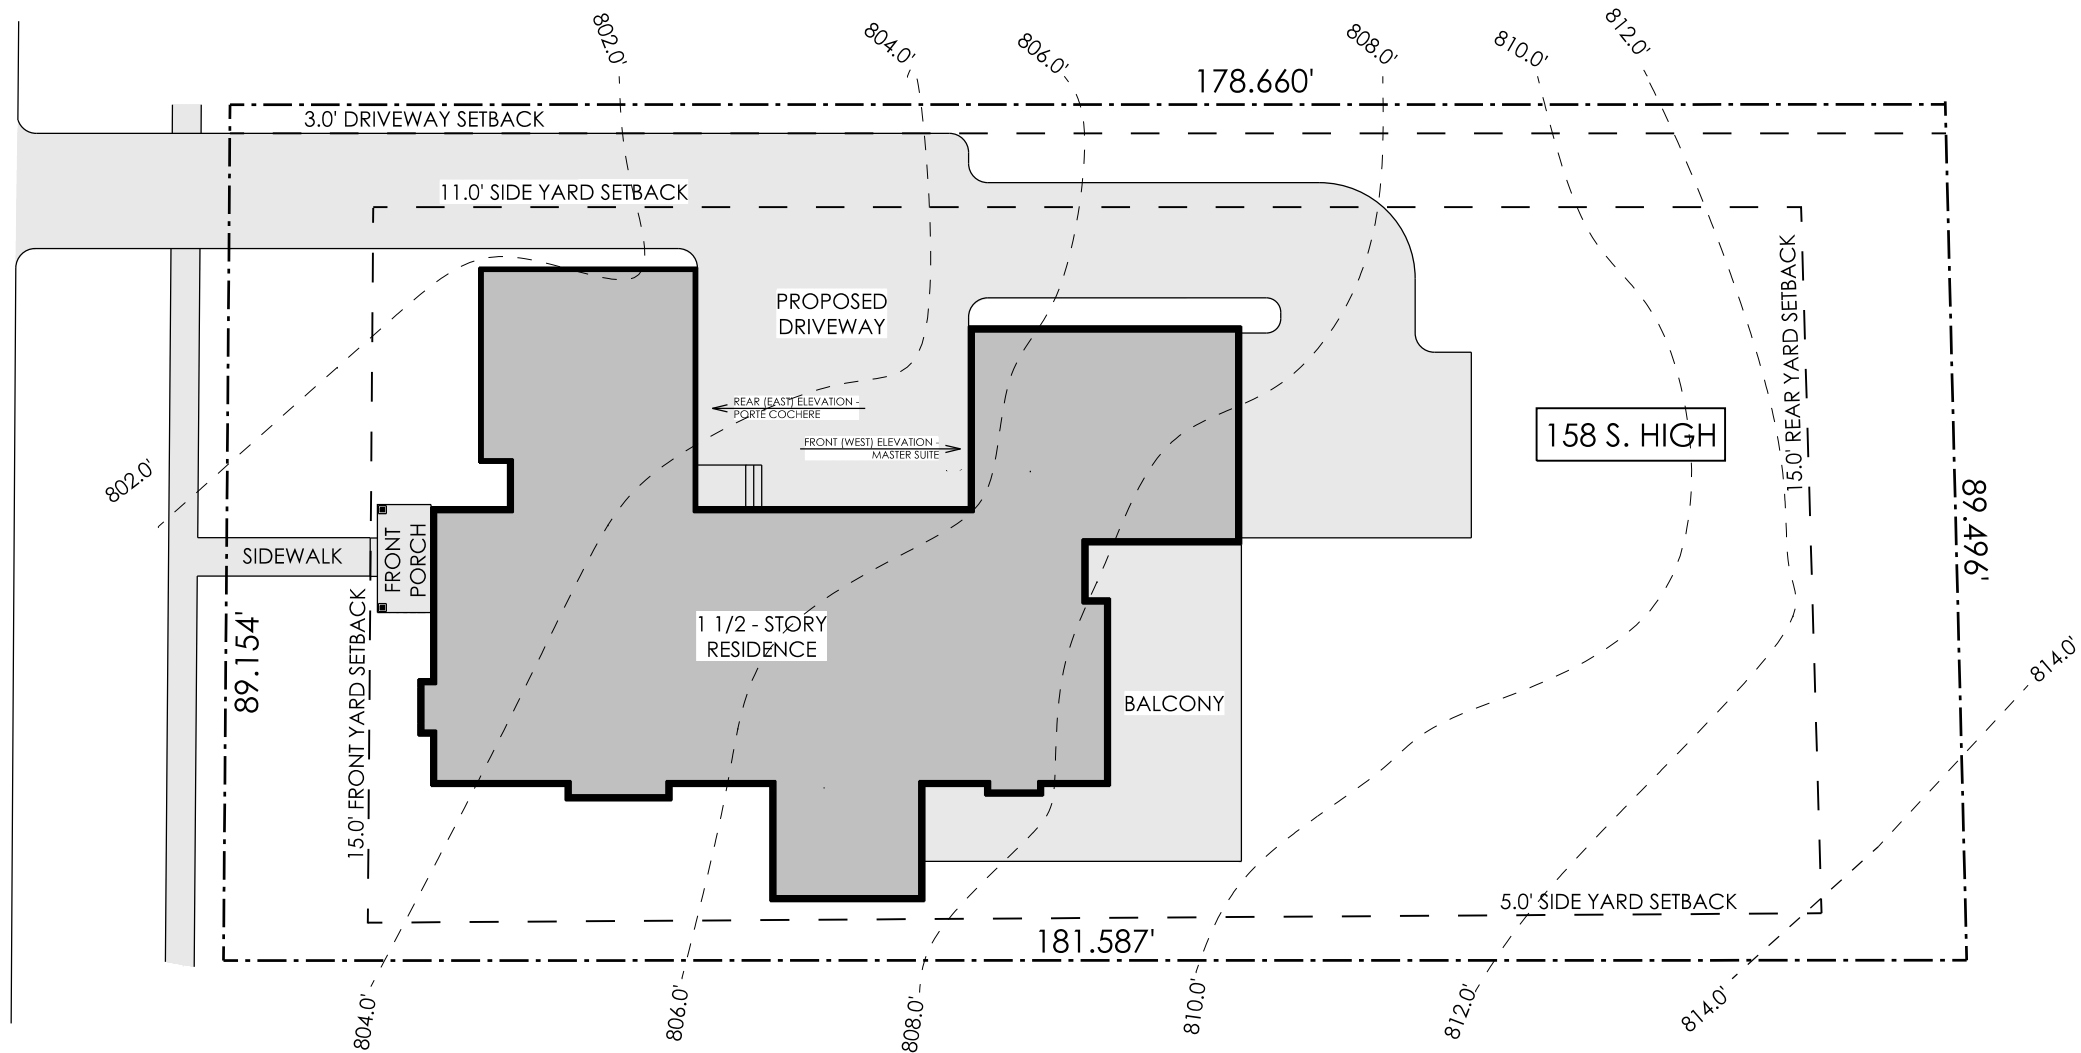 802.0'
804.0'
806.0'
808.0'
810.0'
812.0'
178.660'
3.0' DRIVEWAY SETBACK
11.0' SIDE YARD SETBACK
PROPOSED
DRIVEWAY
15.0' REAR YARD SETBACK
REAR (EAST) ELEVATION -
PORTE COCHERE
FRONT (WEST) ELEVATION -
MASTER SUITE
158 S. HIGH
802.0'
89.496'
FRONT
PORCH
SIDEWALK
89.154'
15.0' FRONT YARD SETBACK
1 1/2 - STORY
RESIDENCE
BALCONY
814.0'
5.0' SIDE YARD SETBACK
181.587'
804.0'
806.0'
808.0'
810.0'
812.0'
814.0'